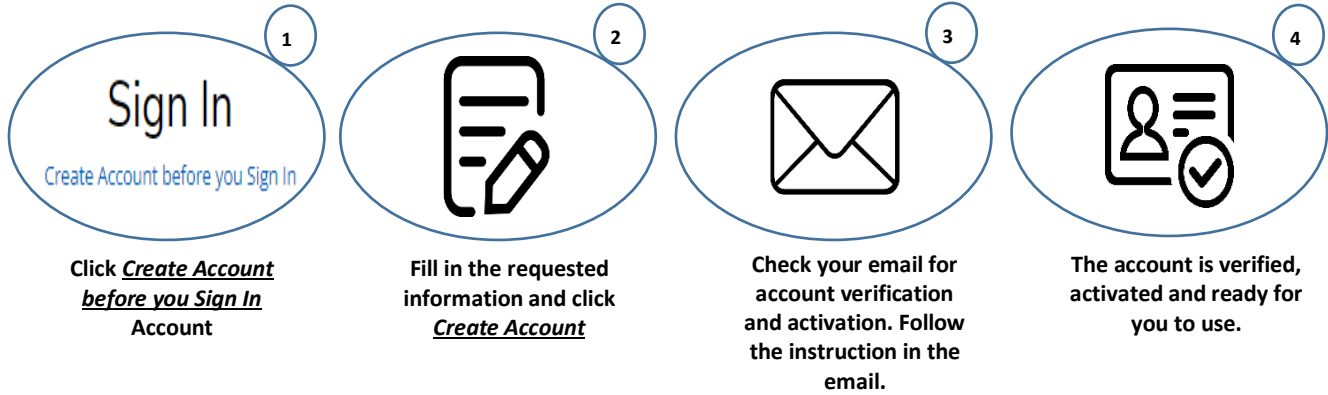 1
Sign In
Create Account before you Sign In
Click Create Account
before you Sign In
Account
2
Fill in the requested
information and click
Create Account
3
Check your email for
account verification
and activation. Follow
the instruction in the
email.
4
The account is verified,
activated and ready for
you to use.